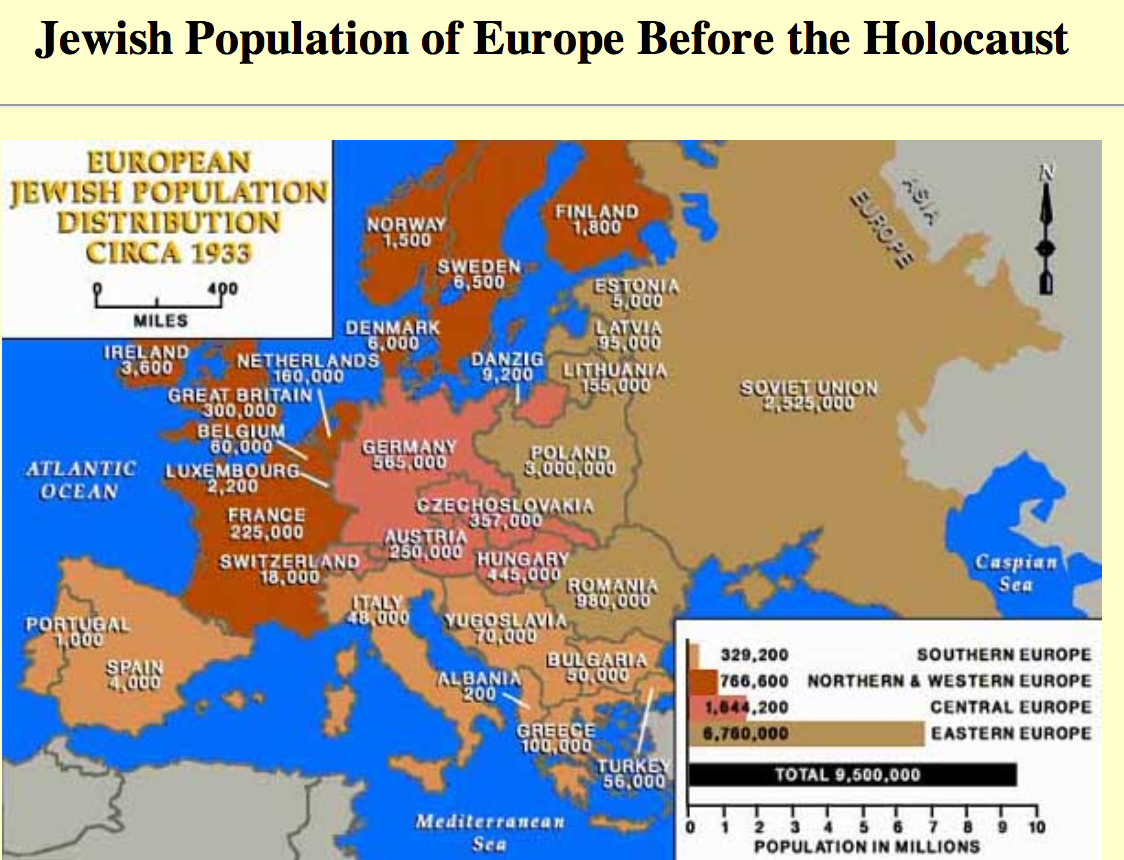 Jewish Population of Europe Before the Holocaust
EUROPEAN
JEWISH POPULATION
DISTRIBUTION
CIRCA 1933
0 400
MILES
N
ASIA
EUROPE
NORWAY
1,500
FINLAND
1,800
SWEDEN
6,500
ESTONIA
5,000
DENMARK
6,000
LATVIA
95,000
IRELAND
3,600
NETHERLANDS
160,000
DANZIG
9,200
LITHUANIA
155,000
GREAT BRITAIN
300,000
SOVIET UNION
2,525,000
BELGIUM
60,000
GERMANY
565,000
POLAND
3,000,000
ATLANTIC
OCEAN
LUXEMBOURG
2,200
CZECHOSLOVAKIA
357,000
FRANCE
225,000
AUSTRIA
250,000
SWITZERLAND
18,000
HUNGARY
445,000
Caspian
Sea
ROMANIA
980,000
ITALY
48,000
YUGOSLAVIA
70,000
PORTUGAL
1,000
SPAIN
4,000
BULGARIA
50,000
ALBANIA
200
GREECE
100,000
TURKEY
56,000
Mediterranean
Sea
329,200 SOUTHERN EUROPE
766,600 NORTHERN & WESTERN EUROPE
1,644,200 CENTRAL EUROPE
6,760,000 EASTERN EUROPE
TOTAL 9,500,000
0 1 2 3 4 5 6 7 8 9 10
POPULATION IN MILLIONS